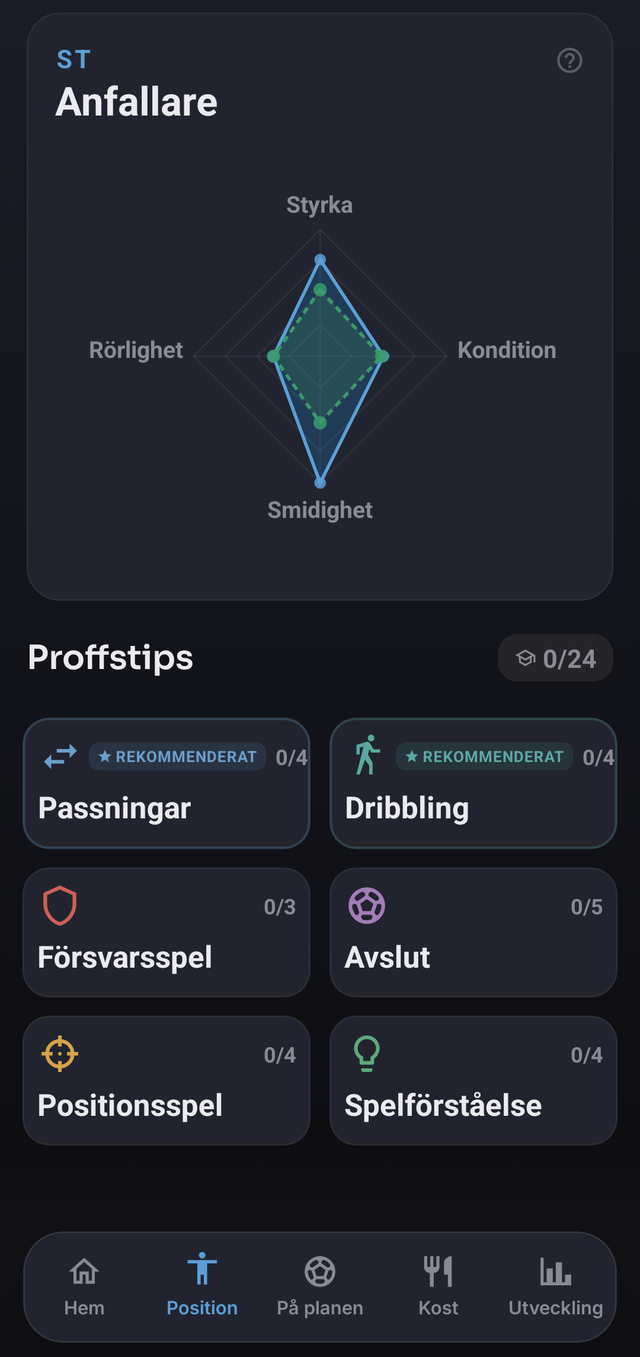 ST
Anfallare
Styrka
Rörlighet
Kondition
Smidighet
Proffstips
0/24
REKOMMENDERAT 0/4
Passningar
REKOMMENDERAT 0/4
Dribbling
0/3
Försvarsspel
0/5
Avslut
0/4
Positionsspel
0/4
Spelförståelse
Hem
Position
På planen
Kost
Utveckling